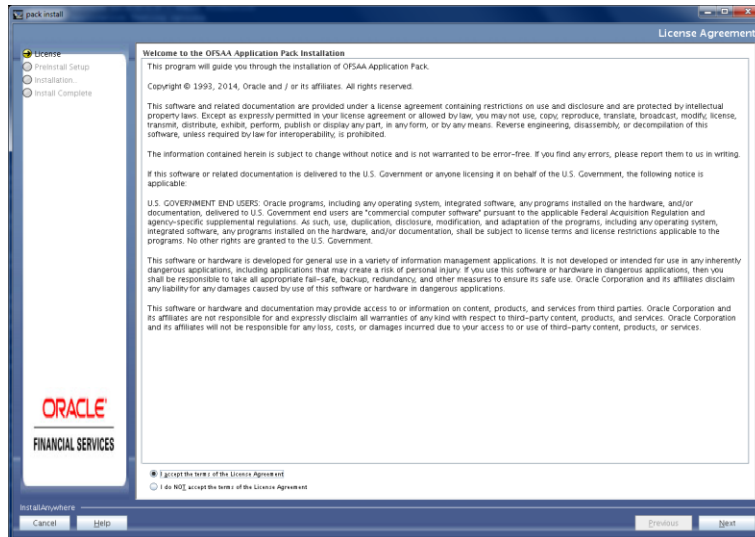 pack install
License Agreement
License
PreInstall Setup
Installation..
Install Complete
Welcome to the OFSAA Application Pack Installation
This program will guide you through the installation of OFSAA Application Pack.
Copyright © 1993, 2014, Oracle and / or its affiliates. All rights reserved.
This software and related documentation are provided under a license agreement containing restrictions on use and disclosure and are protected by intellectual
property laws. Except as expressly permitted in your license agreement or allowed by law, you may not use, copy, reproduce, translate, broadcast, modify, license,
transmit, distribute, exhibit, perform, publish or display any part, in any form, or by any means. Reverse engineering, disassembly, or decompilation of this
software, unless required by law for interoperability, is prohibited.
The information contained herein is subject to change without notice and is not warranted to be error-free. If you find any errors, please report them to us in writing.
If this software or related documentation is delivered to the U.S. Government or anyone licensing it on behalf of the U.S. Government, the following notice is
applicable:
U.S. GOVERNMENT END USERS: Oracle programs, including any operating system, integrated software, any programs installed on the hardware, and/or
documentation, delivered to U.S. Government end users are "commercial computer software" pursuant to the applicable Federal Acquisition Regulation and
agency-specific supplemental regulations. As such, use, duplication, disclosure, modification, and adaptation of the programs, including any operating system,
integrated software, any programs installed on the hardware, and/or documentation, shall be subject to license terms and license restrictions applicable to the
programs. No other rights are granted to the U.S. Government.
This software or hardware is developed for general use in a variety of information management applications. It is not developed or intended for use in any inherently
dangerous applications, including applications that may create a risk of personal injury. If you use this software or hardware in dangerous applications, then you
shall be responsible to take all appropriate fail-safe, backup, redundancy, and other measures to ensure its safe use. Oracle Corporation and its affiliates disclaim
any liability for any damages caused by use of this software or hardware in dangerous applications.
This software or hardware and documentation may provide access to or information on content, products, and services from third parties. Oracle Corporation and
its affiliates are not responsible for and expressly disclaim all warranties of any kind with respect to third-party content, products, and services. Oracle Corporation
and its affiliates will not be responsible for any loss, costs, or damages incurred due to your access to or use of third-party content, products, or services.
ORACLE
FINANCIAL SERVICES
I accept the terms of the License Agreement
I do NOT accept the terms of the License Agreement
InstallAnywhere
Cancel
Help
Previous
Next